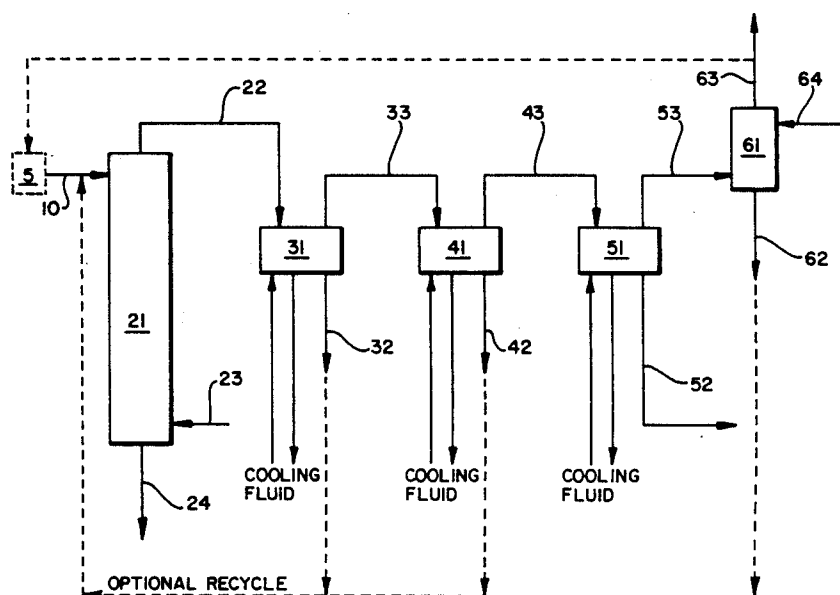 22
63
64
33
43
53
5
61
10
31
41
51
62
21
32
42
52
23
COOLING
FLUID
COOLING
FLUID
COOLING
FLUID
24
OPTIONAL RECYCLE